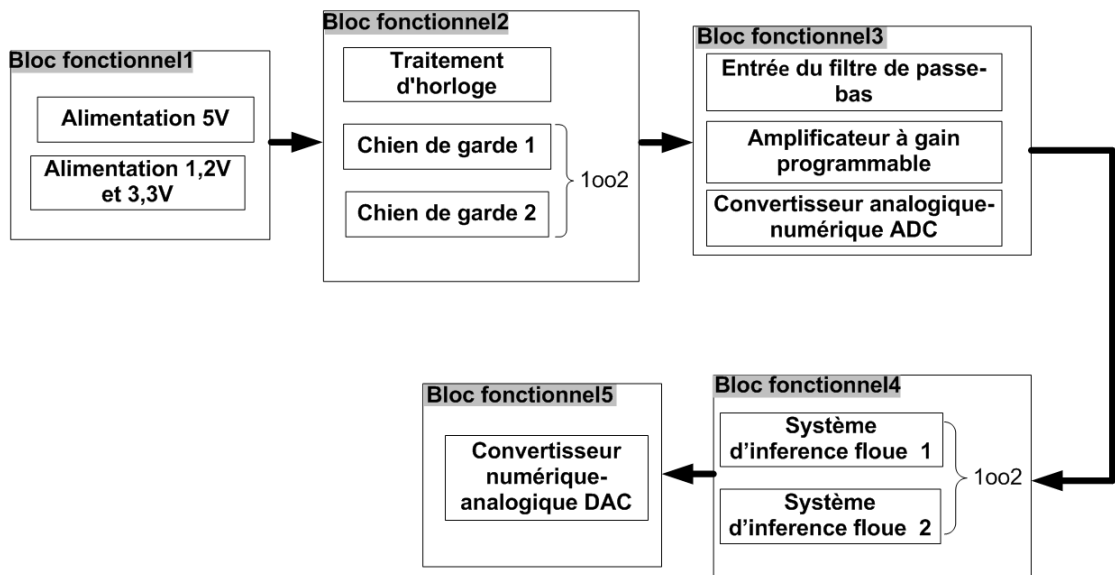 Bloc fonctionnel1
Alimentation 5V
Alimentation 1,2V
et 3,3V
Bloc fonctionnel2
Traitement
d'horloge
Chien de garde 1
Chien de garde 2
1oo2
Bloc fonctionnel3
Entrée du filtre de passe-
bas
Amplificateur à gain
programmable
Convertisseur analogique-
numérique ADC
Bloc fonctionnel4
Système
d’inference floue 1
Système
d’inference floue 2
1oo2
Bloc fonctionnel5
Convertisseur
numérique-
analogique DAC